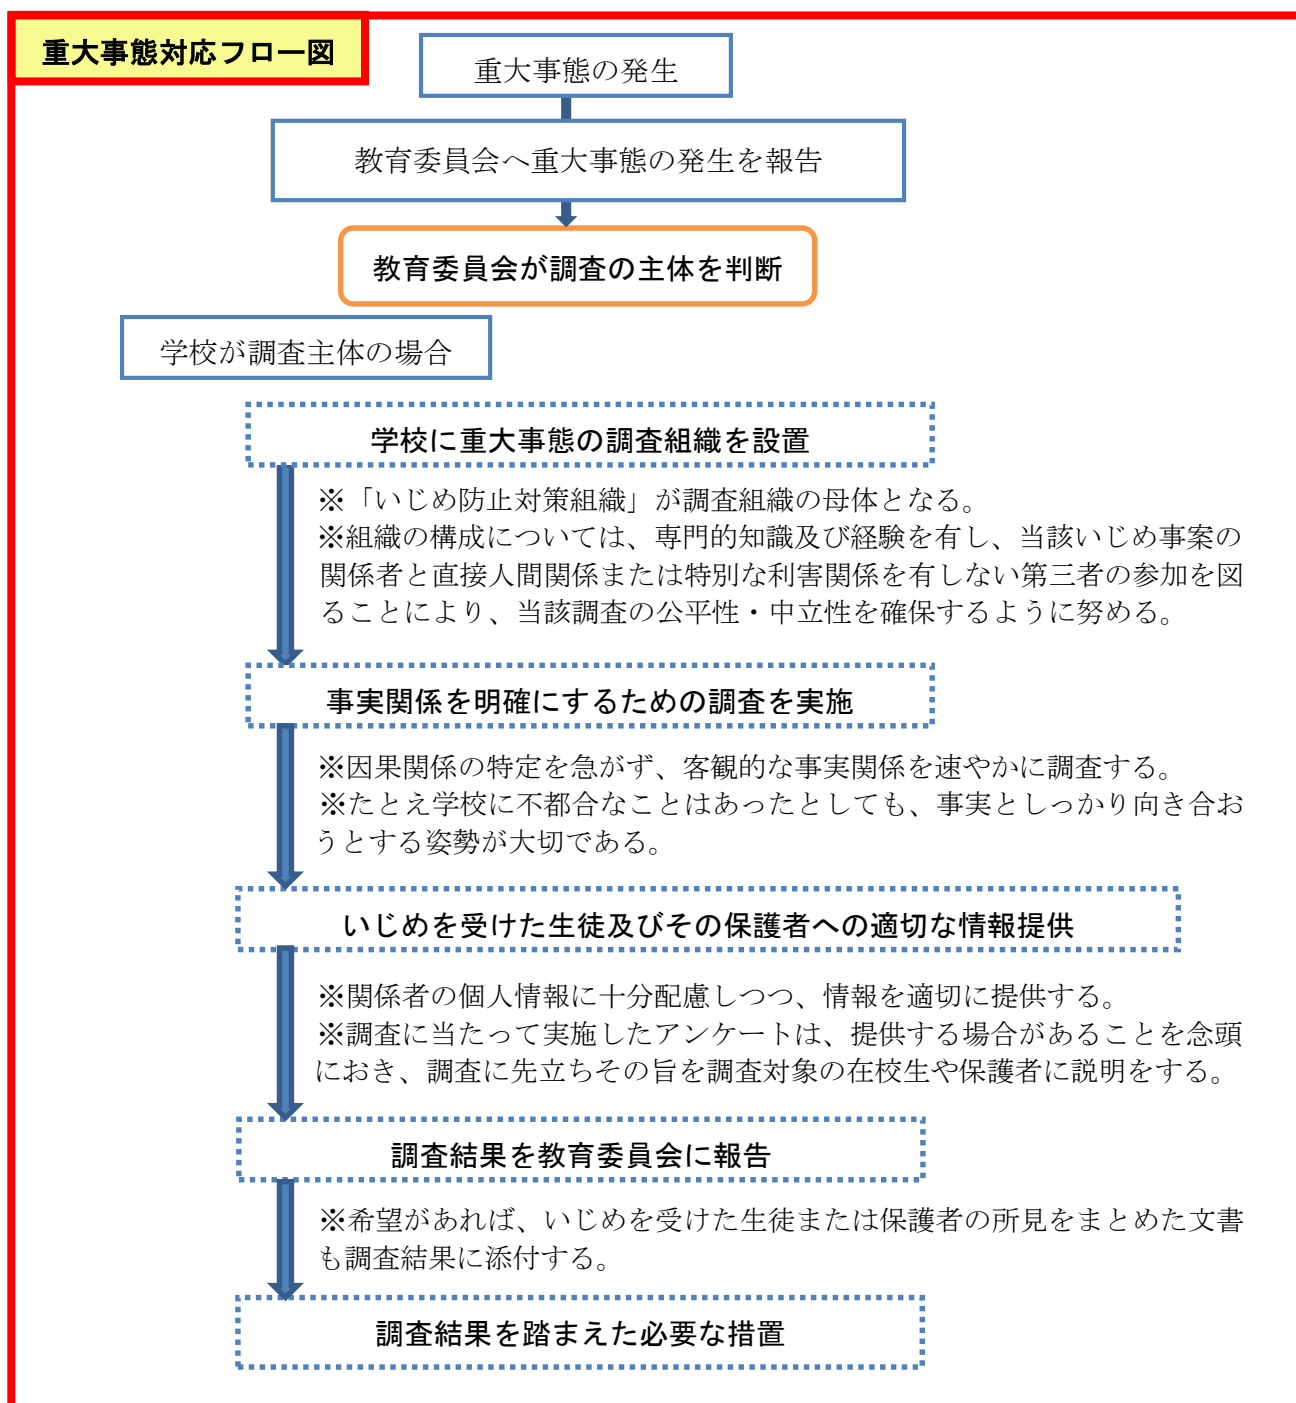 重大事態対応フロー図
重大事態の発生
教育委員会へ重大事態の発生を報告
教育委員会が調査の主体を判断
学校が調査主体の場合
学校に重大事態の調査組織を設置
※「いじめ防止対策組織」が調査組織の母体となる。
※組織の構成については、専門的知識及び経験を有し、当該いじめ事案の
関係者と直接人間関係または特別な利害関係を有しない第三者の参加を図
ることにより、当該調査の公平性・中立性を確保するように努める。
事実関係を明確にするための調査を実施
※因果関係の特定を急がず、客観的な事実関係を速やかに調査する。
※たとえ学校に不都合なことはあったとしても、事実としっかり向き合お
うとする姿勢が大切である。
いじめを受けた生徒及びその保護者への適切な情報提供
※関係者の個人情報に十分配慮しつつ、情報を適切に提供する。
※調査に当たって実施したアンケートは、提供する場合があることを念頭
におき、調査に先立ちその旨を調査対象の在校生や保護者に説明をする。
調査結果を教育委員会に報告
※希望があれば、いじめを受けた生徒または保護者の所見をまとめた文書
も調査結果に添付する。
調査結果を踏まえた必要な措置